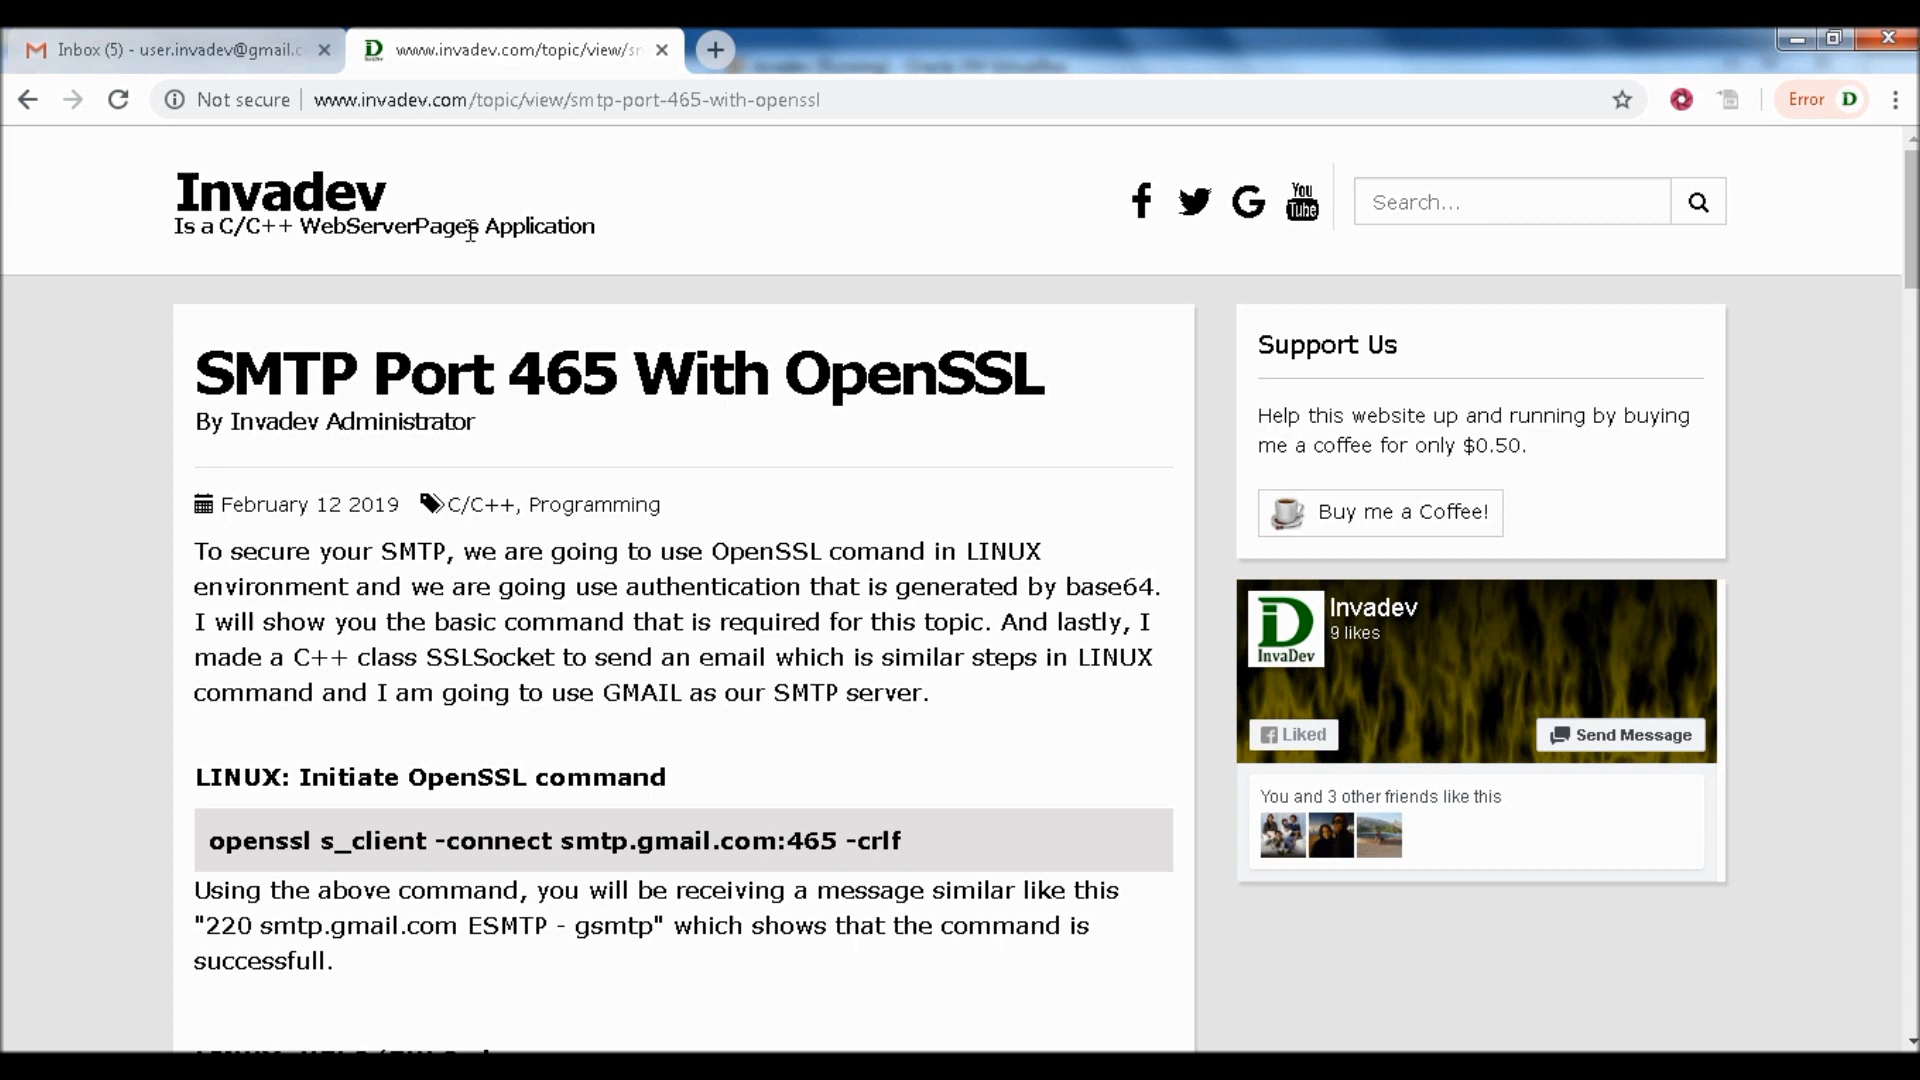 Inbox (5) - user.invadev@gmail.c
www.invadev.com/topic/view/sm
Not secure www.invadev.com/topic/view/smtp-port-465-with-openssl
Error D
Invadev
Is a C/C++ WebServerPages Application
You
Tube
Search...
SMTP Port 465 With OpenSSL
By Invadev Administrator
February 12 2019 C/C++, Programming
To secure your SMTP, we are going to use OpenSSL comand in LINUX
environment and we are going use authentication that is generated by base64.
I will show you the basic command that is required for this topic. And lastly, I
made a C++ class SSLSocket to send an email which is similar steps in LINUX
command and I am going to use GMAIL as our SMTP server.
LINUX: Initiate OpenSSL command
openssl s_client -connect smtp.gmail.com:465 -crlf
Using the above command, you will be receiving a message similar like this
"220 smtp.gmail.com ESMTP - gsmtp" which shows that the command is
successfull.
Support Us
Help this website up and running by buying
me a coffee for only $0.50.
Buy me a Coffee!
InvaDev
Invadev
9 likes
Liked
Send Message
You and 3 other friends like this